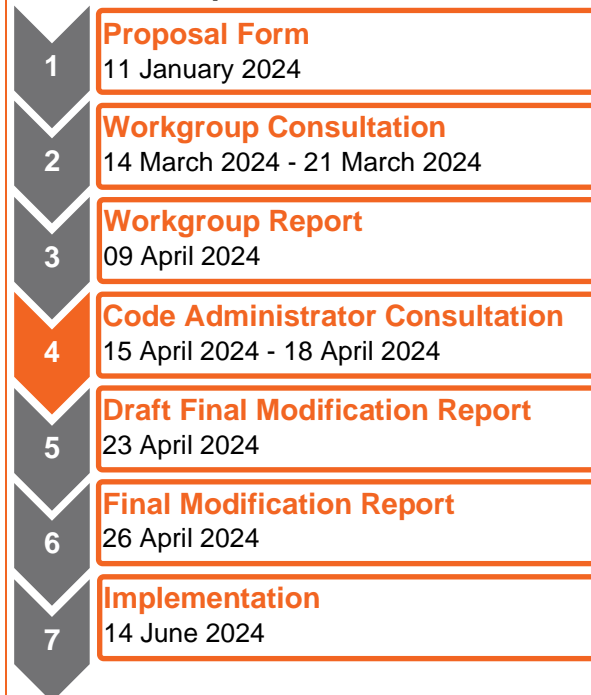 Proposal Form
1
11 January 2024
Workgroup Consultation
2
14 March 2024 - 21 March 2024
Workgroup Report
3
09 April 2024
Code Administrator Consultation
4
15 April 2024 - 18 April 2024
Draft Final Modification Report
5
23 April 2024
Final Modification Report
6
26 April 2024
Implementation
7
14 June 2024